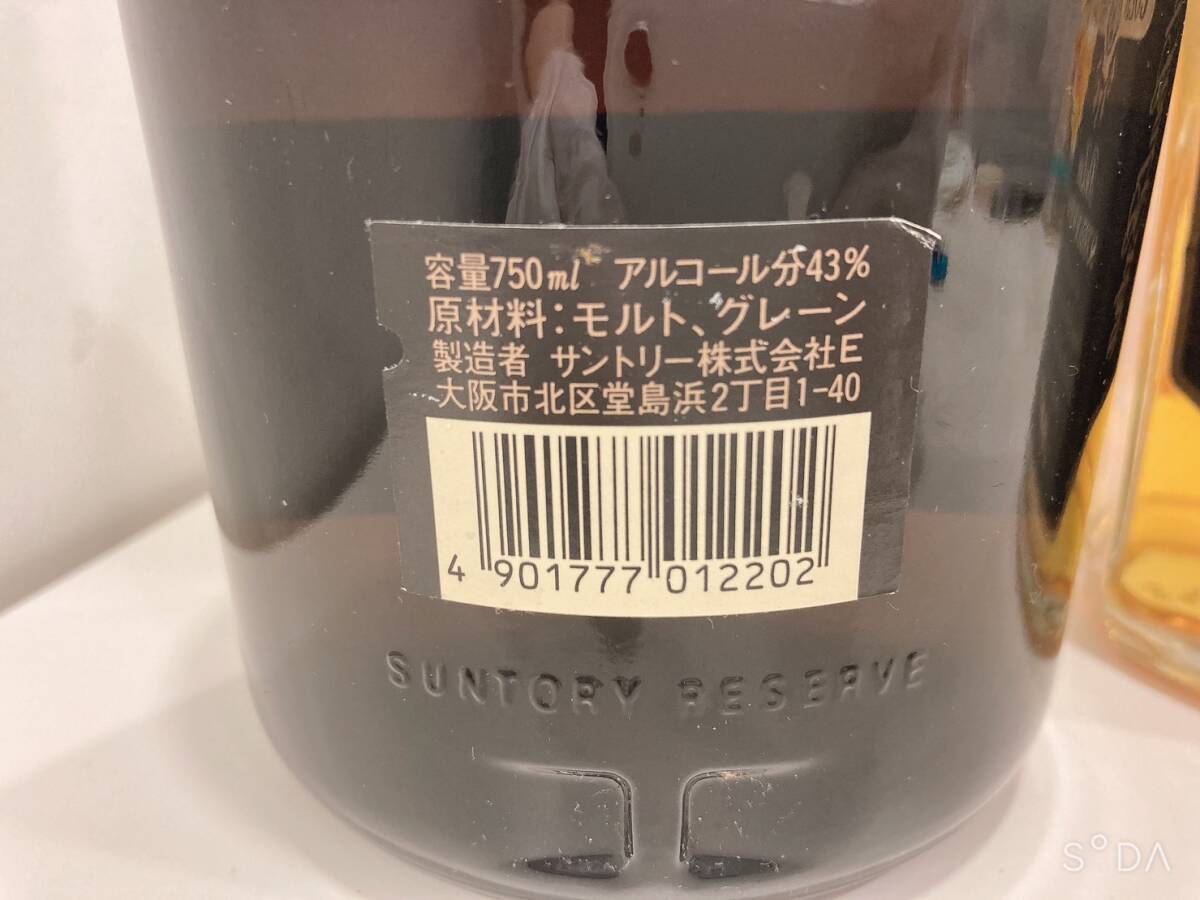 容量750ml アルコール分43%
原材料:モルト、グレーン
製造者 サントリー株式会社E
大阪市北区堂島浜2丁目1-40
4 901777 012202
SUNTORY RESERVE
SODA